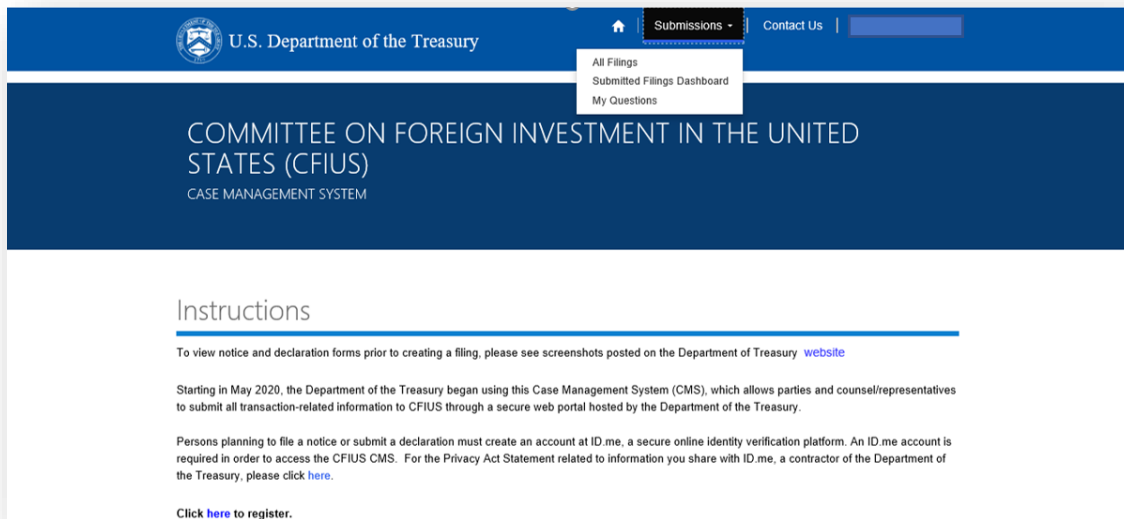 U.S. Department of the Treasury
Submissions
Contact Us
All Filings
Submitted Filings Dashboard
My Questions
COMMITTEE ON FOREIGN INVESTMENT IN THE UNITED
STATES (CFIUS)
CASE MANAGEMENT SYSTEM
Instructions
To view notice and declaration forms prior to creating a filing, please see screenshots posted on the Department of Treasury website
Starting in May 2020, the Department of the Treasury began using this Case Management System (CMS), which allows parties and counsel/representatives
to submit all transaction-related information to CFIUS through a secure web portal hosted by the Department of the Treasury.
Persons planning to file a notice or submit a declaration must create an account at ID.me, a secure online identity verification platform. An ID.me account is
required in order to access the CFIUS CMS. For the Privacy Act Statement related to information you share with ID.me, a contractor of the Department of
the Treasury, please click here.
Click here to register.